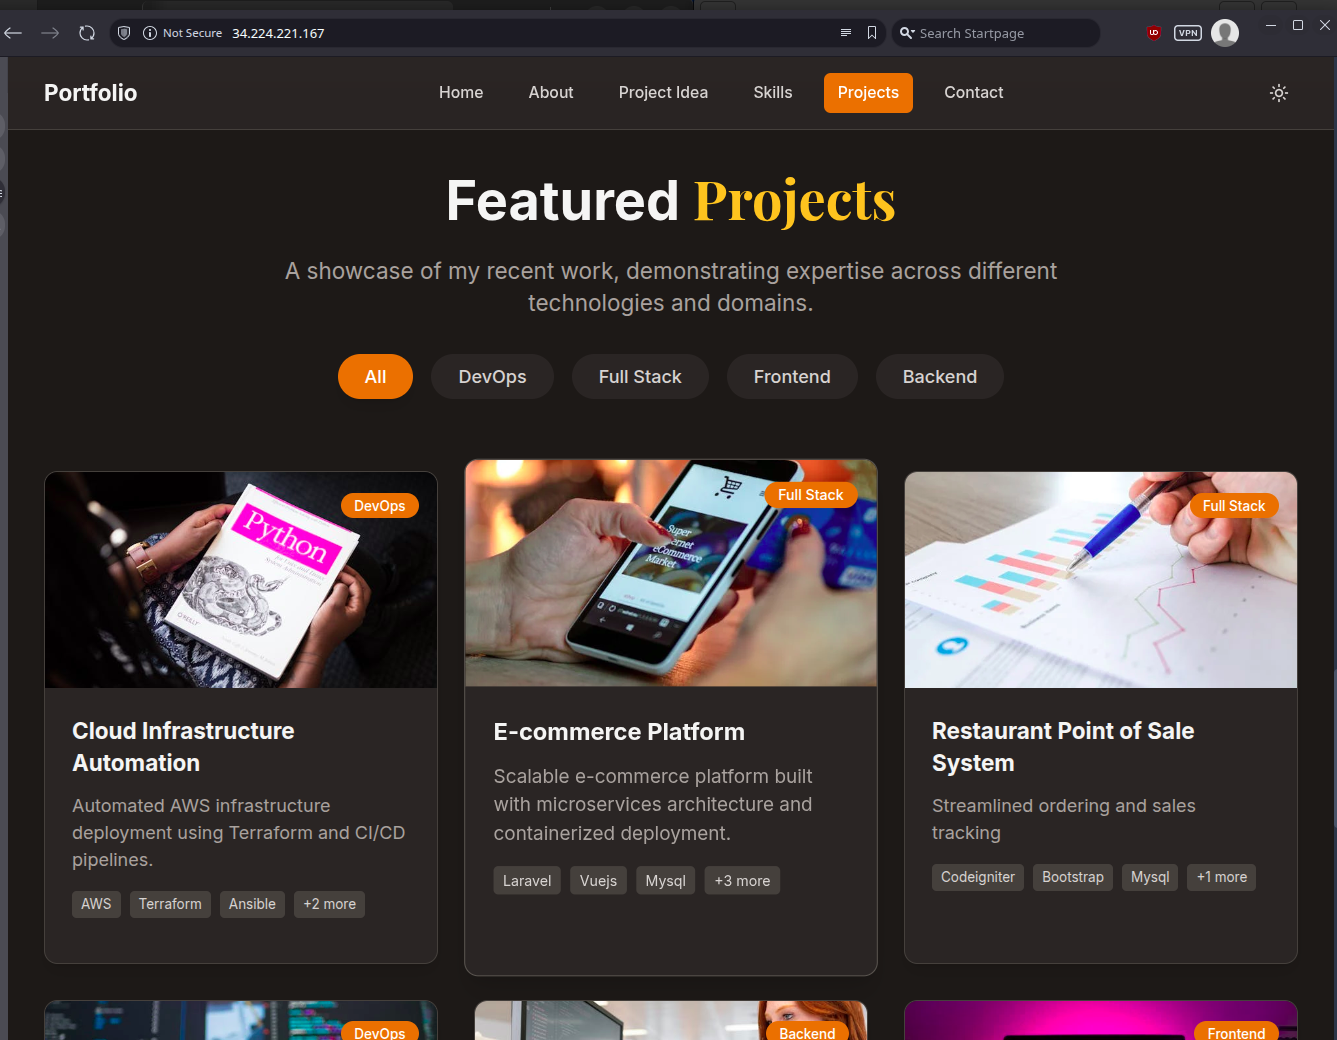 Not Secure 34.224.221.167
Search Startpage
VPN
Portfolio
Home
About
Project Idea
Skills
Projects
Contact
Featured Projects
A showcase of my recent work, demonstrating expertise across different
technologies and domains.
All
DevOps
Full Stack
Frontend
Backend
DevOps
Python
O'REILLY
Cloud Infrastructure
Automation
Automated AWS infrastructure
deployment using Terraform and CI/CD
pipelines.
AWS
Terraform
Ansible
+2 more
Full Stack
Super
eCommerce
Market
E-commerce Platform
Scalable e-commerce platform built
with microservices architecture and
containerized deployment.
Laravel
Vuejs
Mysql
+3 more
Full Stack
Restaurant Point of Sale
System
Streamlined ordering and sales
tracking
Codeigniter
Bootstrap
Mysql
+1 more
DevOps
Backend
Frontend